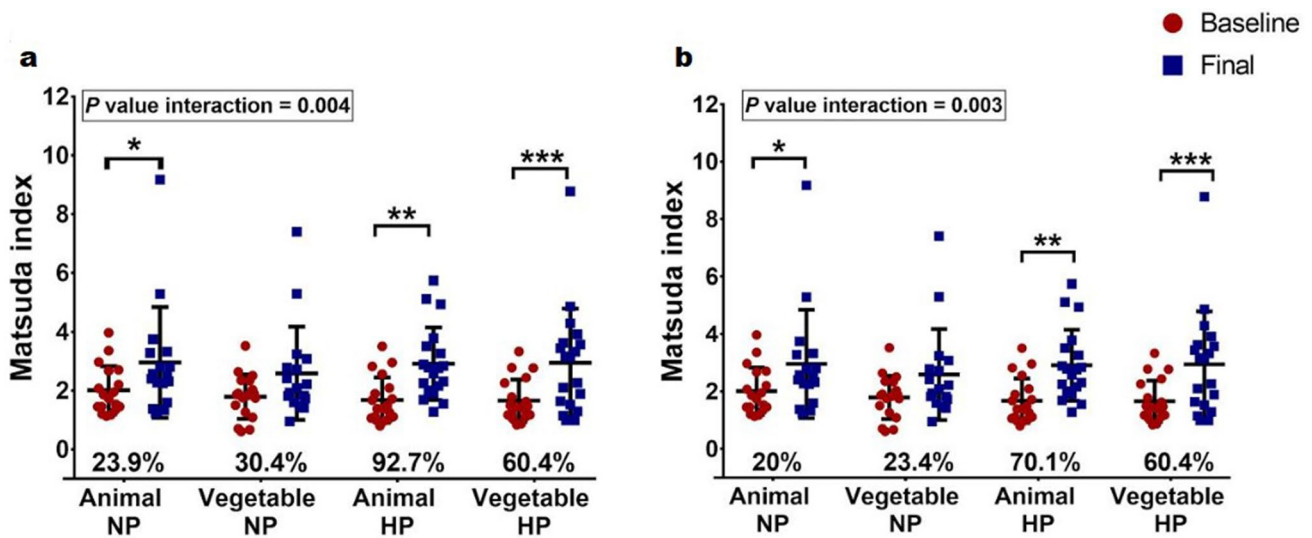 Baseline
Final
a
P value interaction = 0.004
Matsuda index
12
10
8
6
4
2
0
*
**
***
23.9% 30.4% 92.7% 60.4%
Animal Vegetable Animal Vegetable
NP NP HP HP
b
P value interaction = 0.003
Matsuda index
12
10
8
6
4
2
0
*
**
***
20% 23.4% 70.1% 60.4%
Animal Vegetable Animal Vegetable
NP NP HP HP